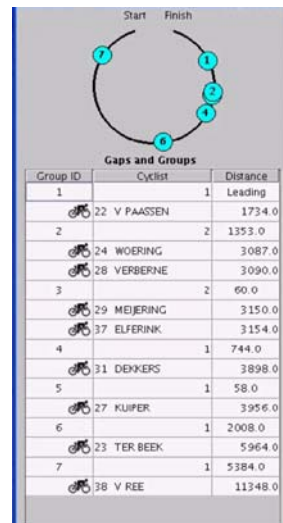 Start Finish
7
1
2
4
6
Gaps and Groups
Group ID Cyclist Distance
1 1 Leading
22 V PAASSEN 1734.0
2 2 1353.0
24 WOERING 3087.0
28 VERBERNE 3090.0
3 2 60.0
29 MEIJERING 3150.0
37 ELFERINK 3154.0
4 1 744.0
31 DEKKERS 3898.0
5 1 58.0
27 KUIPER 3956.0
6 1 2008.0
23 TER BEEK 5964.0
7 1 5384.0
38 V REE 11348.0